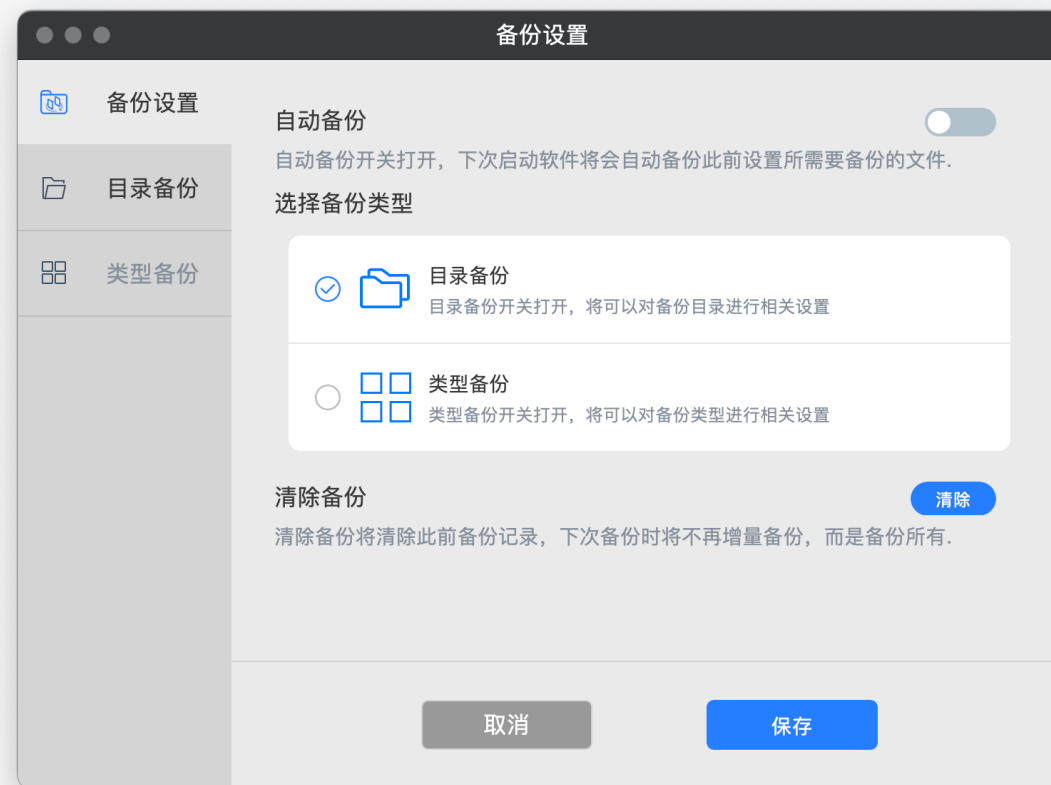 备份设置
备份设置
目录备份
类型备份
自动备份
自动备份开关打开，下次启动软件将会自动备份此前设置所需要备份的文件.
选择备份类型
目录备份
目录备份开关打开，将可以对备份目录进行相关设置
类型备份
类型备份开关打开，将可以对备份类型进行相关设置
清除备份
清除
清除备份将清除此前备份记录，下次备份时将不再增量备份，而是备份所有.
取消
保存